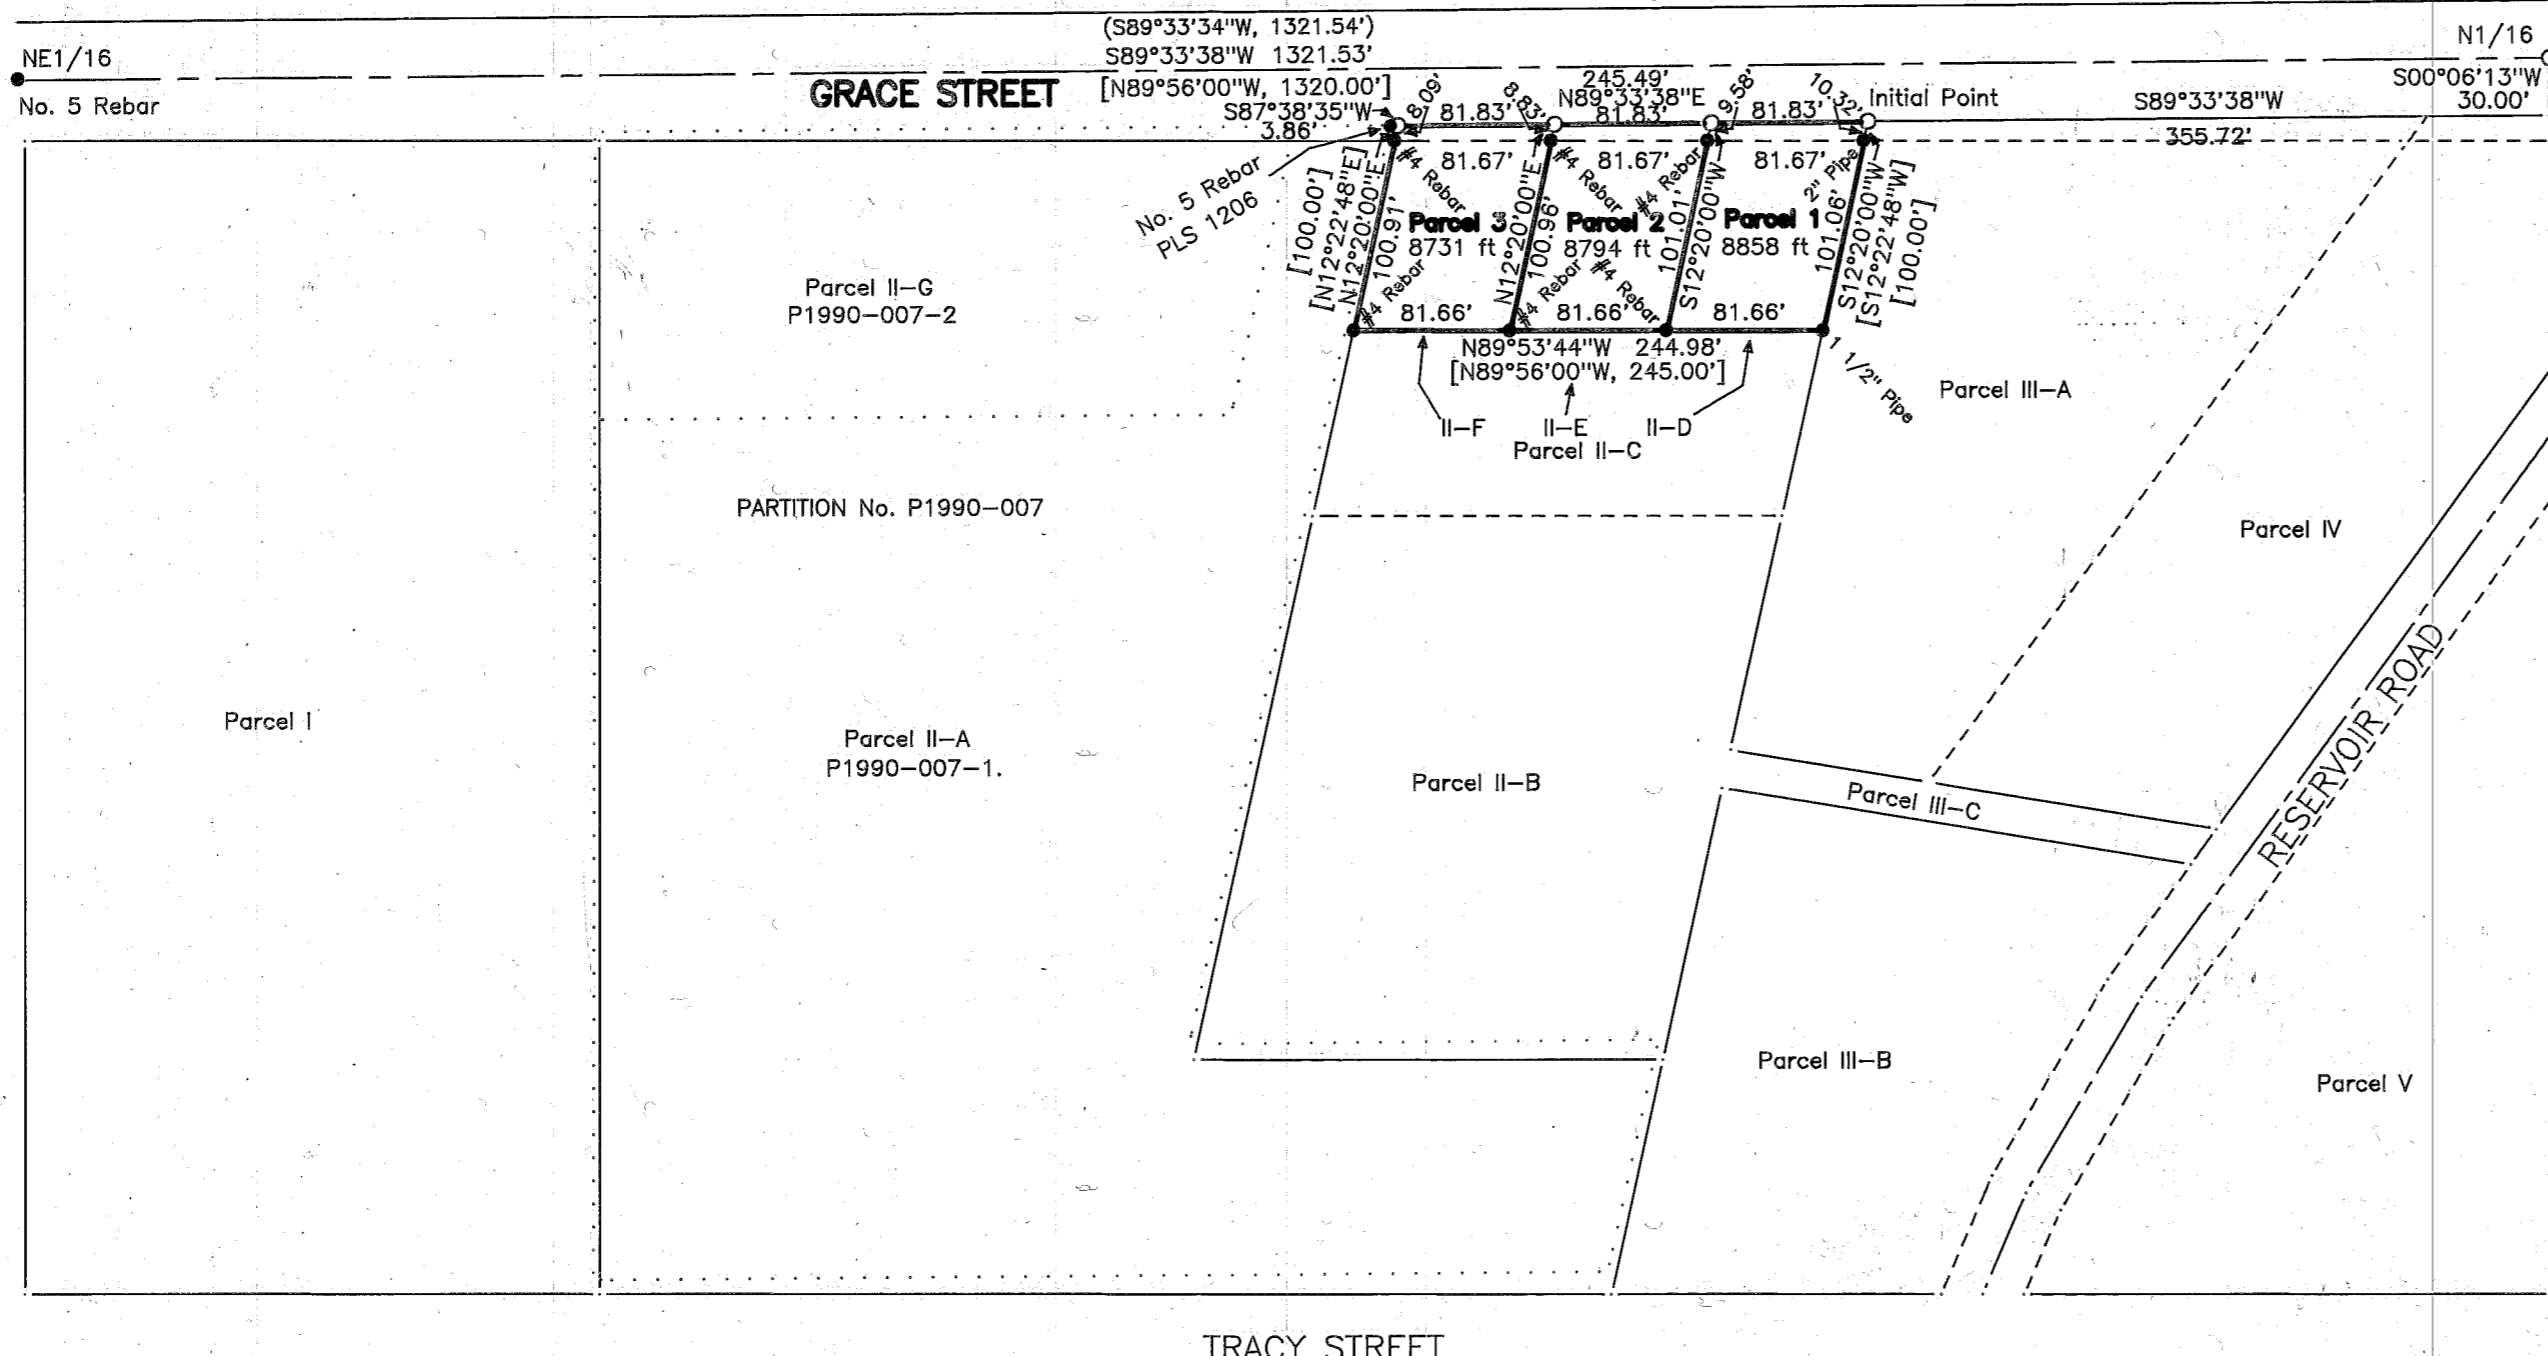 (S89°33'34"W, 1321.54')
S89°33'38"W 1321.53'
[N89°56'00"W, 1320.00']
NE1/16
No. 5 Rebar
GRACE STREET
N1/16
S00°06'13"W
30.00'
S89°33'38"W
355.72'
Initial Point
S87°38'35"W
3.86'
8.09'
81.83'
8.83'
245.49'
N89°33'38"E
81.83'
9.58'
81.83'
10.32'
No. 5 Rebar
PLS 1206
[100.00']
[N12°22'48"E]
N12°20'00"E
100.91'
#4 Rebar
81.67'
Parcel 3
8731 ft
#4 Rebar
81.66'
N12°20'00"E
100.96'
#4 Rebar
81.67'
#4 Rebar
Parcel 2
8794 ft
#4 Rebar
#4 Rebar
81.66'
101.01'
S12°20'00"W
81.67'
2" Pipe
Parcel 1
8858 ft
81.66'
101.06'
S12°20'00"W
[S12°22'48"W]
[100.00']
N89°53'44"W 244.98'
[N89°56'00"W, 245.00']
1 1/2" Pipe
II-F II-E II-D
Parcel II-C
Parcel II-G
P1990-007-2
PARTITION No. P1990-007
Parcel III-A
Parcel IV
Parcel I
Parcel II-A
P1990-007-1.
Parcel II-B
Parcel III-C
RESERVOIR ROAD
Parcel III-B
Parcel V
TRACY STREET